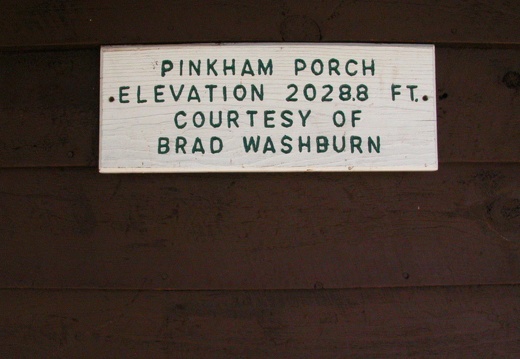 PINKHAM PORCH
ELEVATION 2028.8 FT.
COURTESY OF
BRAD WASHBURN